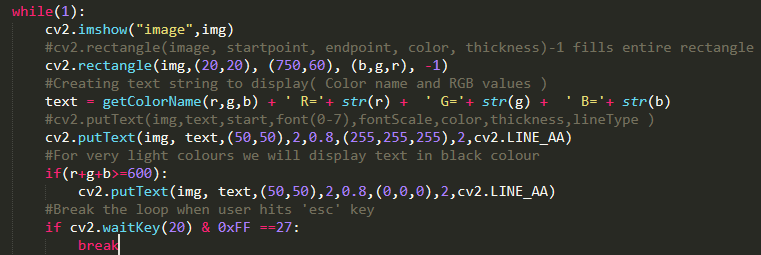 while(1):
    cv2.imshow("image",img)
    #cv2.rectangle(image, startpoint, endpoint, color, thickness)-1 fills entire rectangle
    cv2.rectangle(img,(20,20), (750,60), (b,g,r), -1)
    #Creating text string to display( Color name and RGB values )
    text = getColorName(r,g,b) + ' R='+ str(r) +  ' G='+ str(g) +  ' B='+ str(b)
    #cv2.putText(img,text,start,font(0-7),fontScale,color,thickness,lineType )
    cv2.putText(img, text,(50,50),2,0.8,(255,255,255),2,cv2.LINE_AA)
    #For very light colours we will display text in black colour
    if(r+g+b>=600):
        cv2.putText(img, text,(50,50),2,0.8,(0,0,0),2,cv2.LINE_AA)
    #Break the loop when user hits 'esc' key
    if cv2.waitKey(20) & 0xFF ==27:
        break